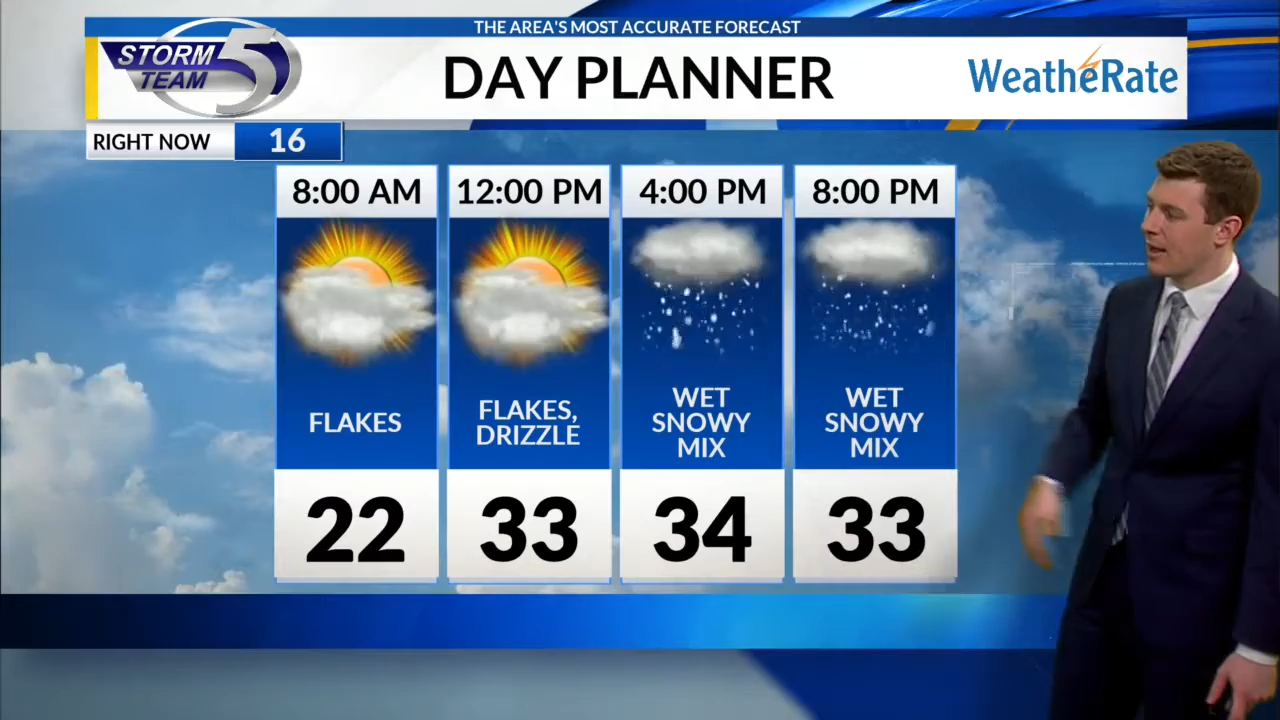 THE AREA'S MOST ACCURATE FORECAST
STORM TEAM 5
DAY PLANNER
WeatheRate
RIGHT NOW 16
8:00 AM 12:00 PM 4:00 PM 8:00 PM
FLAKES
FLAKES,
DRIZZLE
WET
SNOWY
MIX
WET
SNOWY
MIX
22 33 34 33